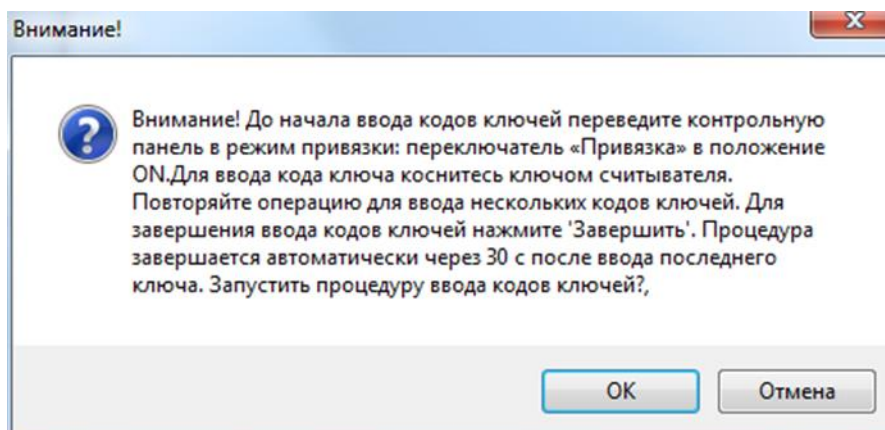 Внимание!
Внимание! До начала ввода кодов ключей переведите контрольную
панель в режим привязки: переключатель «Привязка» в положение
ON.Для ввода кода ключа коснитесь ключом считывателя.
Повторяйте операцию для ввода нескольких кодов ключей. Для
завершения ввода кодов ключей нажмите 'Завершить'. Процедура
завершается автоматически через 30 с после ввода последнего
ключа. Запустить процедуру ввода кодов ключей?,
OK
Отмена